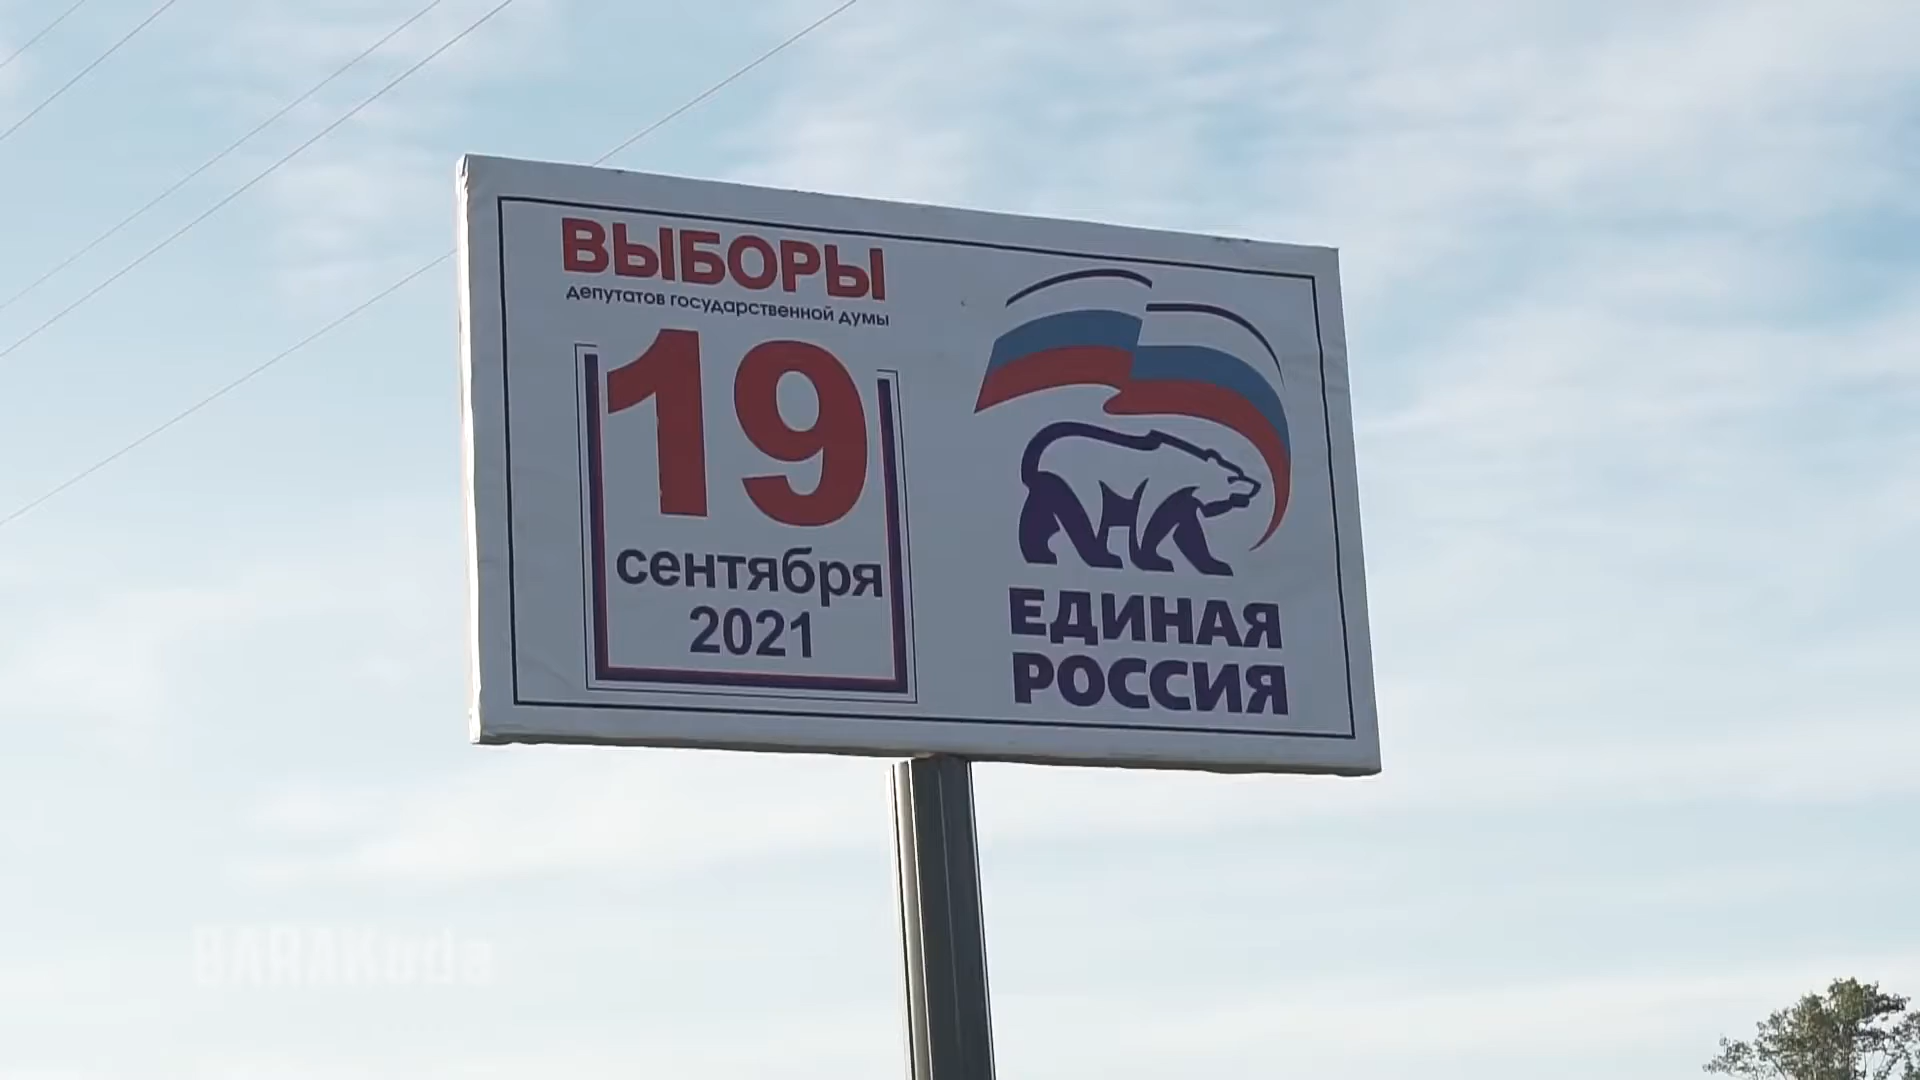 ВЫБОРЫ
депутатов государственной думы
19
сентября
2021
ЕДИНАЯ
РОССИЯ